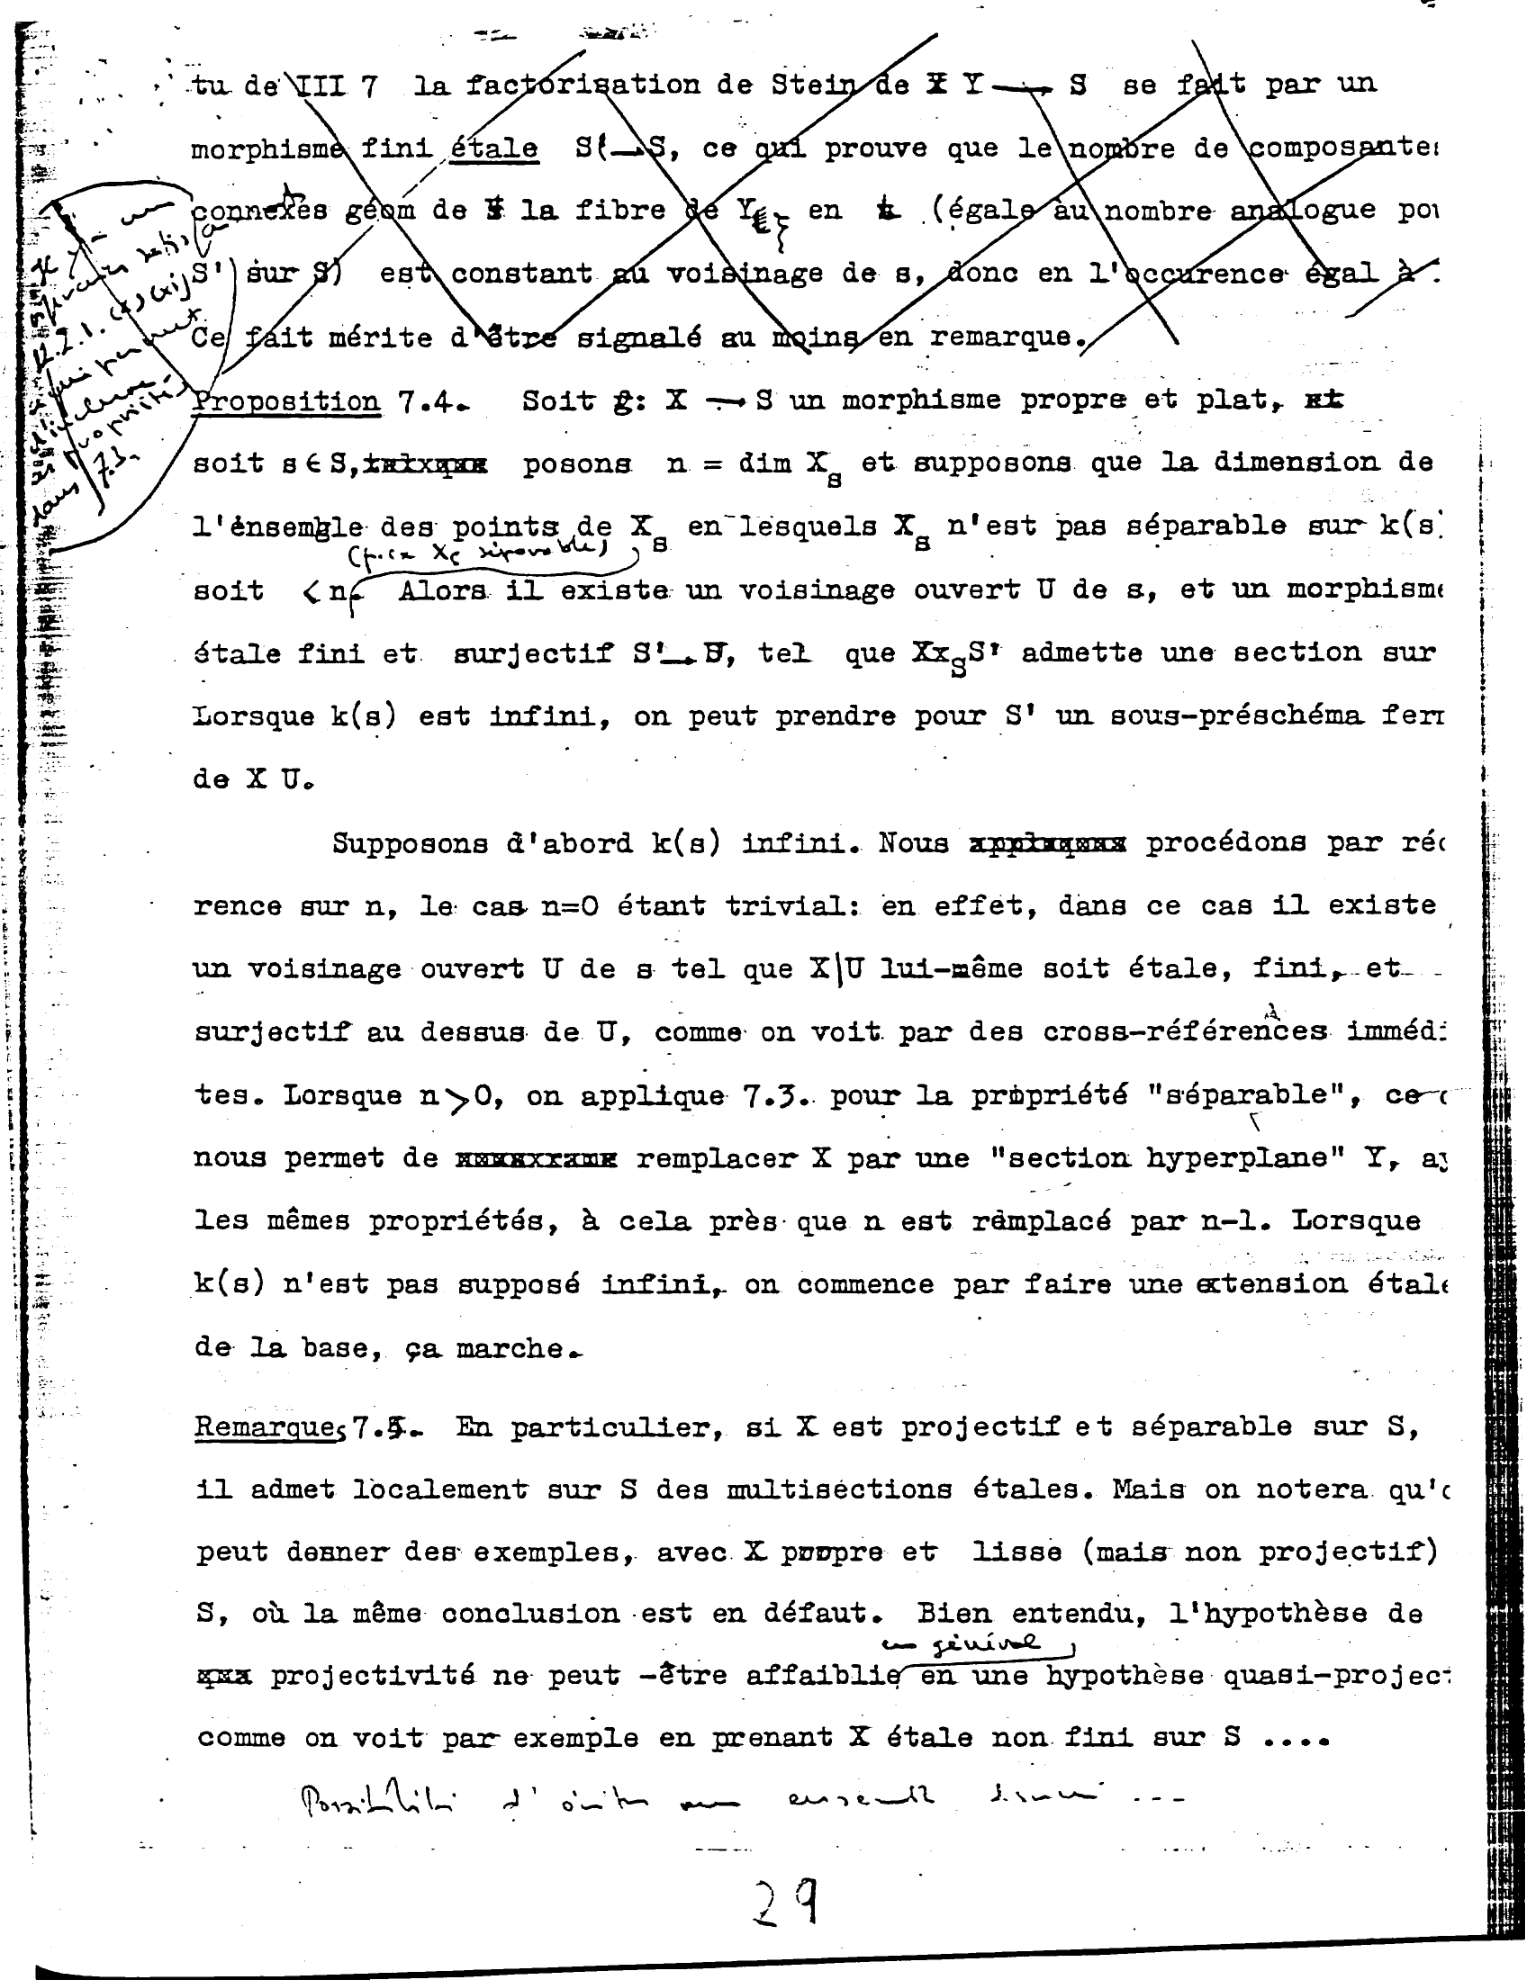 tu de III 7 la factorisation de Stein de Y → S se fait par un
morphisme fini étale S' → S, ce qui prouve que le nombre de
connexes géom de la fibre de Y en (égale au nombre analogue
S' sur S) est constant au voisinage de s, donc en l'occurence égal à
Ce fait mérite d'être signalé au moins en remarque.
Proposition 7.4. Soit g: X → S un morphisme propre et plat,
soit s ∈ S, posons n = dim X_s et supposons que la dimension de
l'ensemble des points de X_s en lesquels X_s n'est pas séparable sur k(s)
soit < n. Alors il existe un voisinage ouvert U de s, et un morphisme
étale fini et surjectif S' → U, tel que Xx_S S' admette une section sur
Lorsque k(s) est infini, on peut prendre pour S' un sous-préschéma
de X U.
Supposons d'abord k(s) infini. Nous procédons par
rence sur n, le cas n=0 étant trivial: en effet, dans ce cas il existe
un voisinage ouvert U de s tel que X|U lui-même soit étale, fini, et
surjectif au dessus de U, comme on voit par des cross-références
tes. Lorsque n>0, on applique 7.3. pour la propriété "séparable", ce
nous permet de remplacer X par une "section hyperplane" Y,
les mêmes propriétés, à cela près que n est remplacé par n-1. Lorsque
k(s) n'est pas supposé infini, on commence par faire une extension étale
de la base, ça marche.
Remarques 7.5. En particulier, si X est projectif et séparable sur S,
il admet localement sur S des multisections étales. Mais on notera
peut donner des exemples, avec X propre et lisse (mais non projectif)
S, où la même conclusion est en défaut. Bien entendu, l'hypothèse de
en général
projectivité ne peut -être affaiblie en une hypothèse
comme on voit par exemple en prenant X étale non fini sur S ....
29